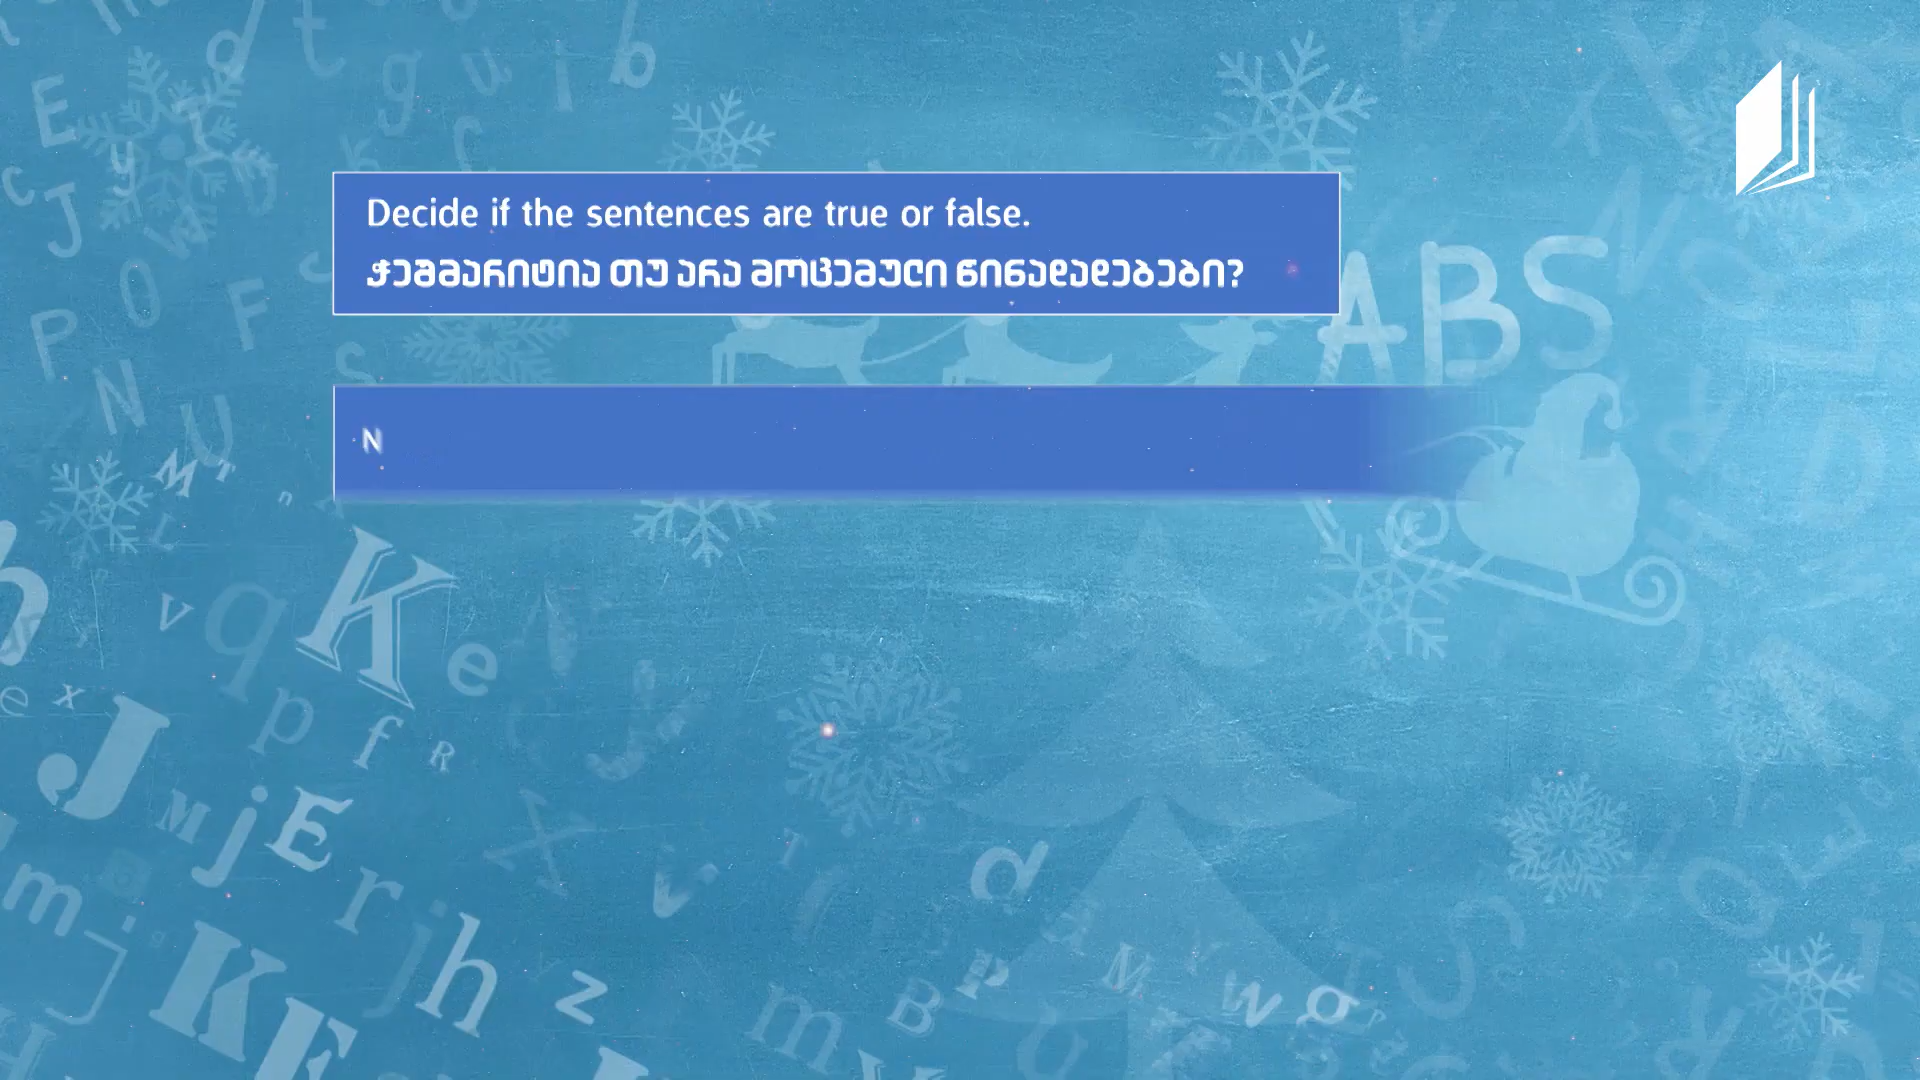 Decide if the sentences are true or false.
ჭეშმარიტია თუ არა მოცემული წინადადებები?
N